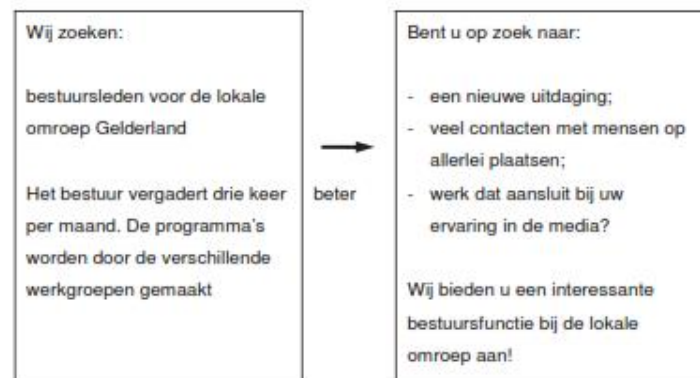 Wij zoeken:
bestuursleden voor de lokale
omroep Gelderland
Het bestuur vergadert drie keer
per maand. De programma's
worden door de verschillende
werkgroepen gemaakt
beter
Bent u op zoek naar:
- een nieuwe uitdaging;
- veel contacten met mensen op
allerlei plaatsen;
- werk dat aansluit bij uw
ervaring in de media?
Wij bieden u een interessante
bestuursfunctie bij de lokale
omroep aan!